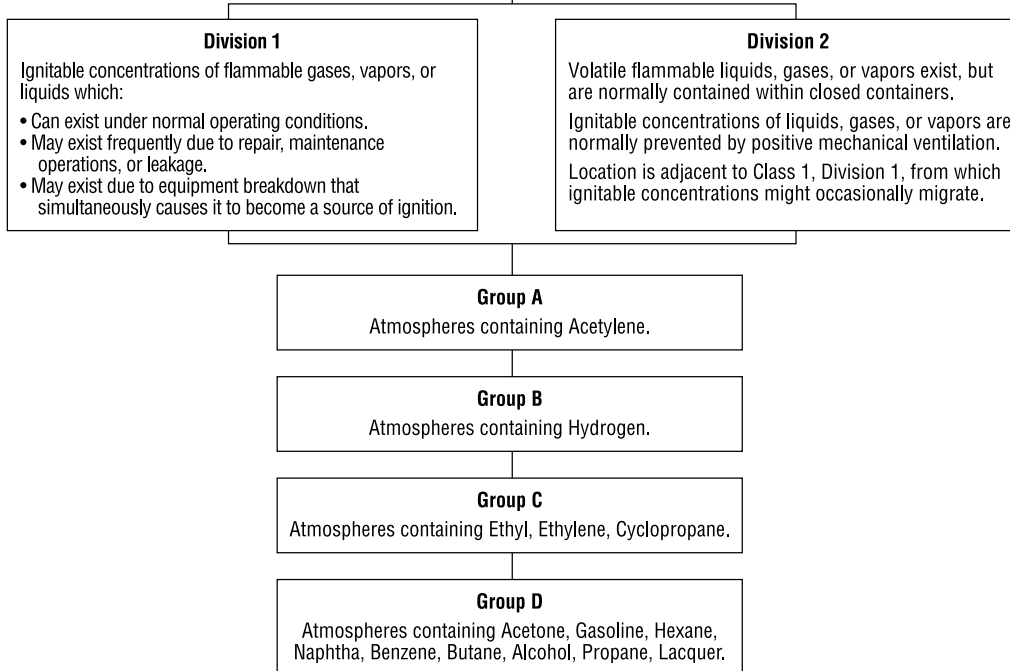 Division 1
Ignitable concentrations of flammable gases, vapors, or
liquids which:
• Can exist under normal operating conditions.
• May exist frequently due to repair, maintenance
operations, or leakage.
• May exist due to equipment breakdown that
simultaneously causes it to become a source of ignition.
Division 2
Volatile flammable liquids, gases, or vapors exist, but
are normally contained within closed containers.
Ignitable concentrations of liquids, gases, or vapors are
normally prevented by positive mechanical ventilation.
Location is adjacent to Class 1, Division 1, from which
ignitable concentrations might occasionally migrate.
Group A
Atmospheres containing Acetylene.
Group B
Atmospheres containing Hydrogen.
Group C
Atmospheres containing Ethyl, Ethylene, Cyclopropane.
Group D
Atmospheres containing Acetone, Gasoline, Hexane,
Naphtha, Benzene, Butane, Alcohol, Propane, Lacquer.